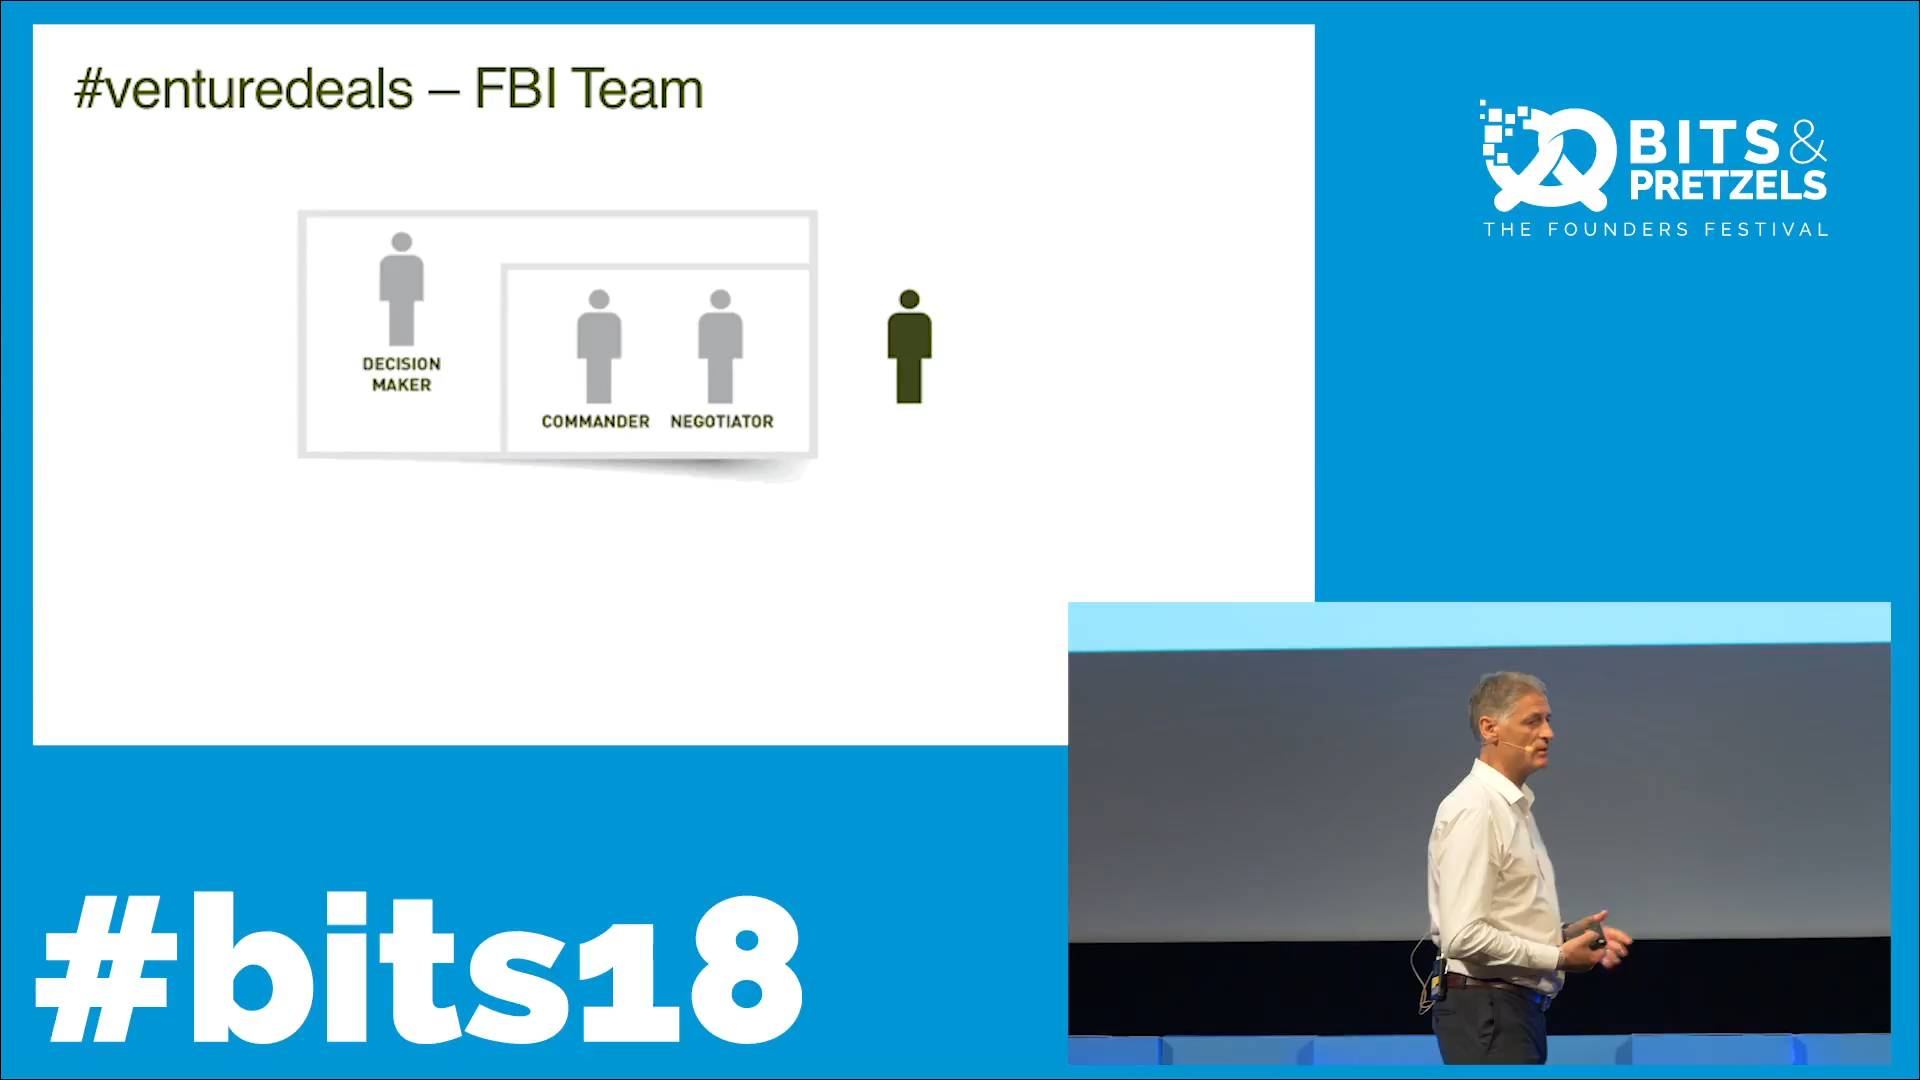 #venturedeals – FBI Team
DECISION
MAKER
COMMANDER
NEGOTIATOR
BITS&
PRETZELS
THE FOUNDERS FESTIVAL
#bits18